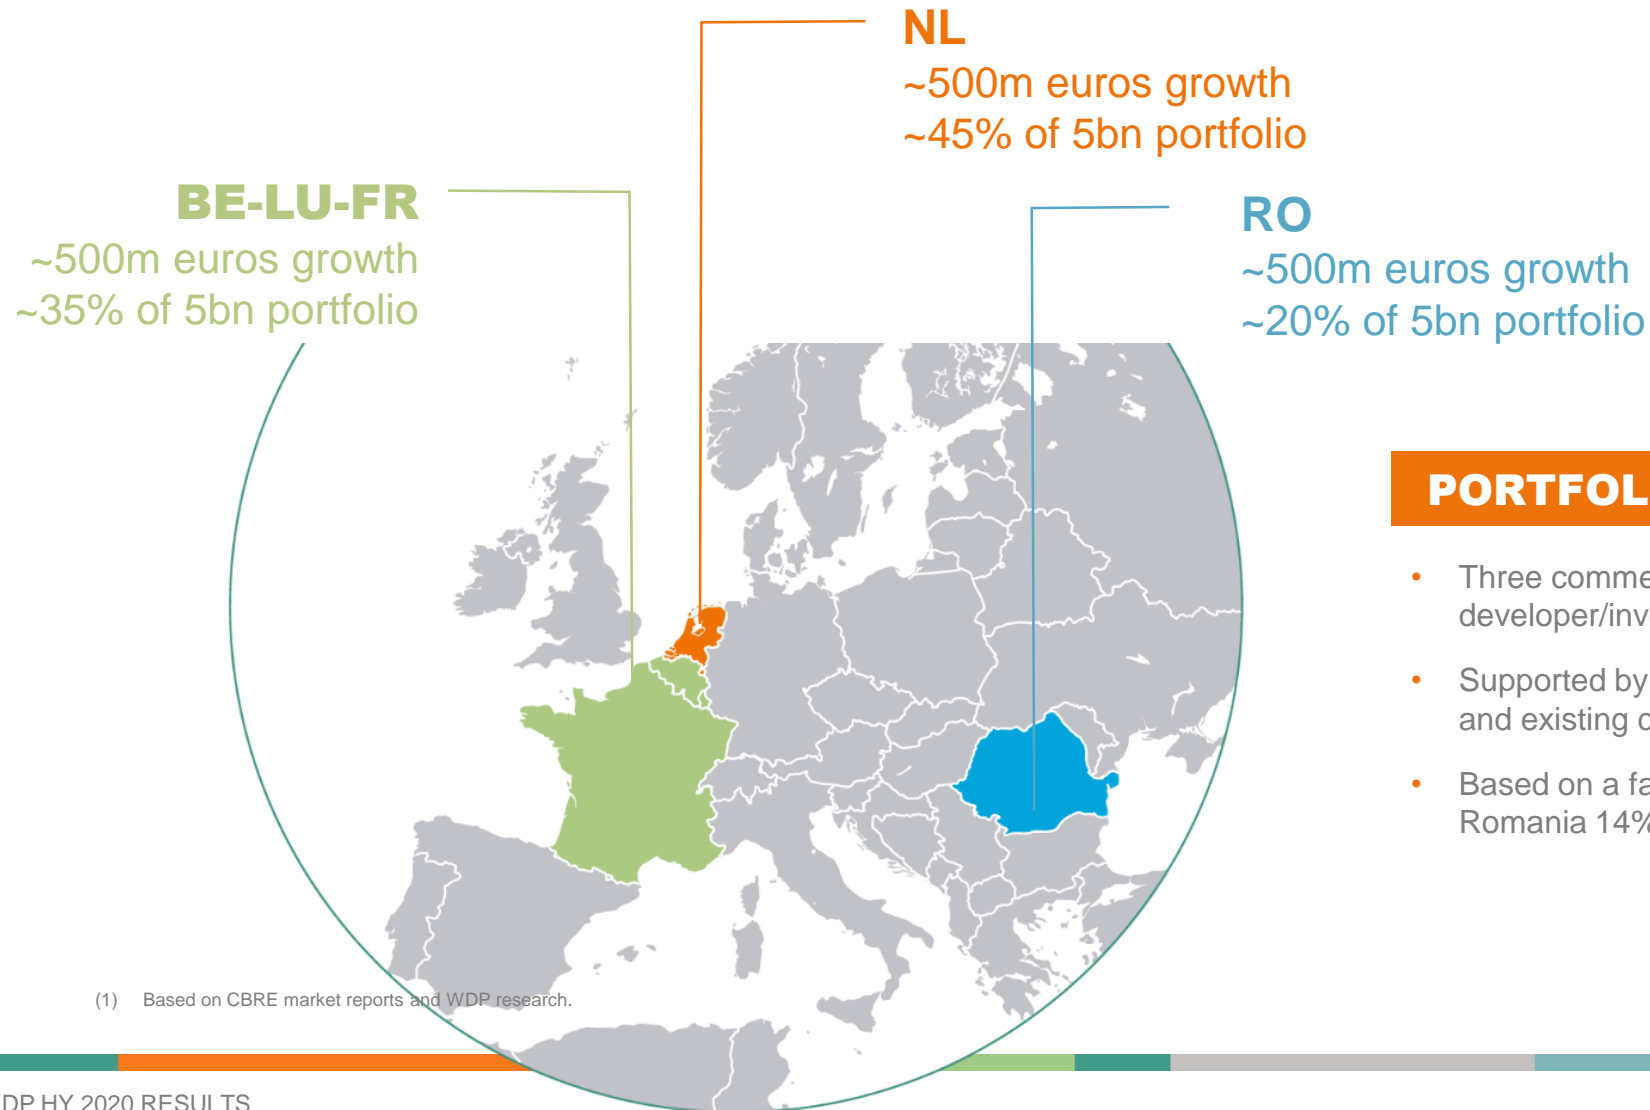 NL
~500m euros growth
~45% of 5bn portfolio
BE-LU-FR
~500m euros growth
~35% of 5bn portfolio
RO
~500m euros growth
~20% of 5bn portfolio
• Three
developer/
• Supported by
and existing
• Based on a
Romania 14%
(1) Based on CBRE market reports and WDP research.
HY 2020 RESULTS